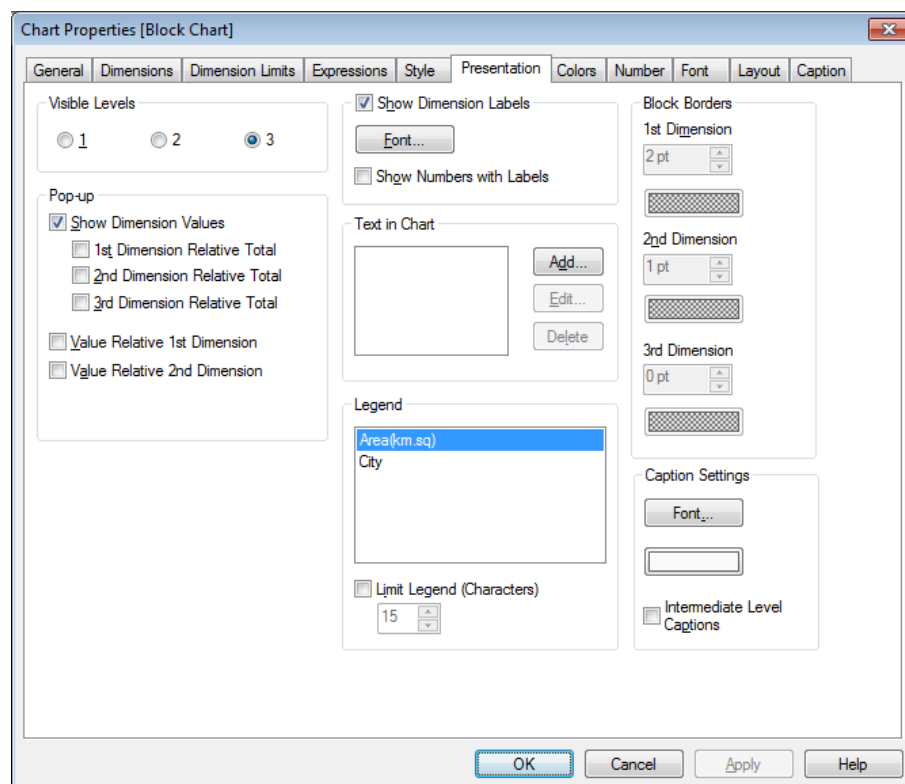 Chart Properties [Block Chart]
General Dimensions Dimension Limits Expressions Style Presentation Colors Number Font Layout Caption
Visible Levels
1 2 3
Pop-up
Show Dimension Values
1st Dimension Relative Total
2nd Dimension Relative Total
3rd Dimension Relative Total
Value Relative 1st Dimension
Value Relative 2nd Dimension
Show Dimension Labels
Font...
Show Numbers with Labels
Text in Chart
Add...
Edit...
Delete
Legend
Area(km.sq)
City
Limit Legend (Characters)
15
Block Borders
1st Dimension
2 pt
2nd Dimension
1 pt
3rd Dimension
0 pt
Caption Settings
Font...
Intermediate Level
Captions
OK Cancel Apply Help